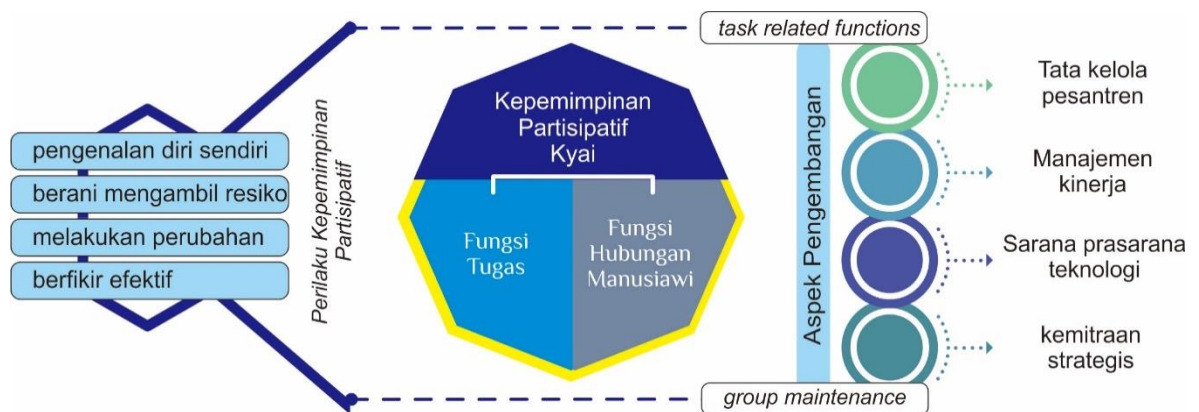 task related functions
pengenalan diri sendiri
berani mengambil resiko
melakukan perubahan
berfikir efektif
Perilaku Kepemimpinan
Partisipatif
Kepemimpinan
Partisipatif
Kyai
Fungsi
Tugas
Fungsi
Hubungan
Manusiawi
Aspek Pengembangan
Tata kelola
pesantren
Manajemen
kinerja
Sarana prasarana
teknologi
kemitraan
strategis
group maintenance